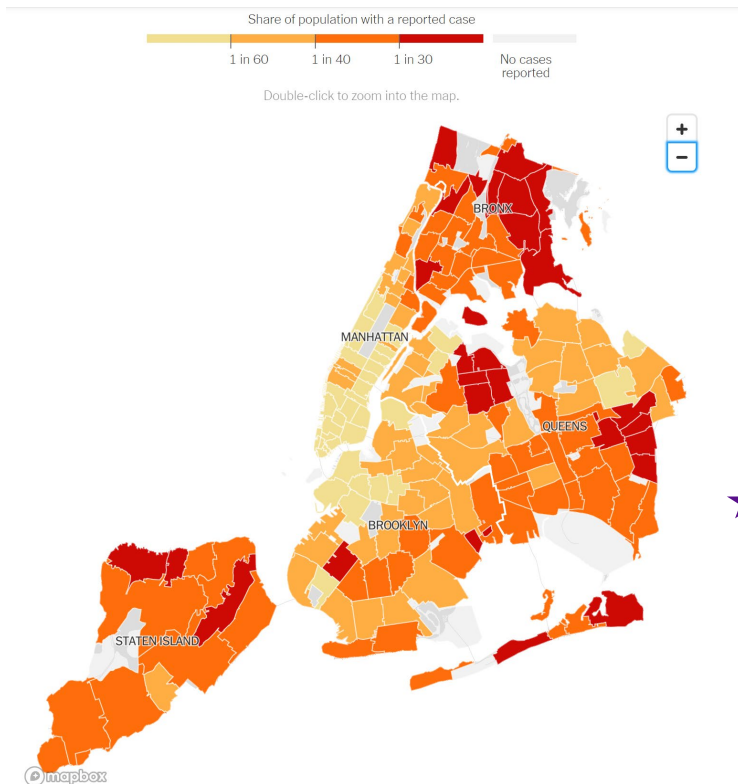 Share of population with a reported case
1 in 60 1 in 40 1 in 30 No cases
reported
Double-click to zoom into the map.
+
−
BRONX
MANHATTAN
QUEENS
BROOKLYN
STATEN ISLAND
mapbox